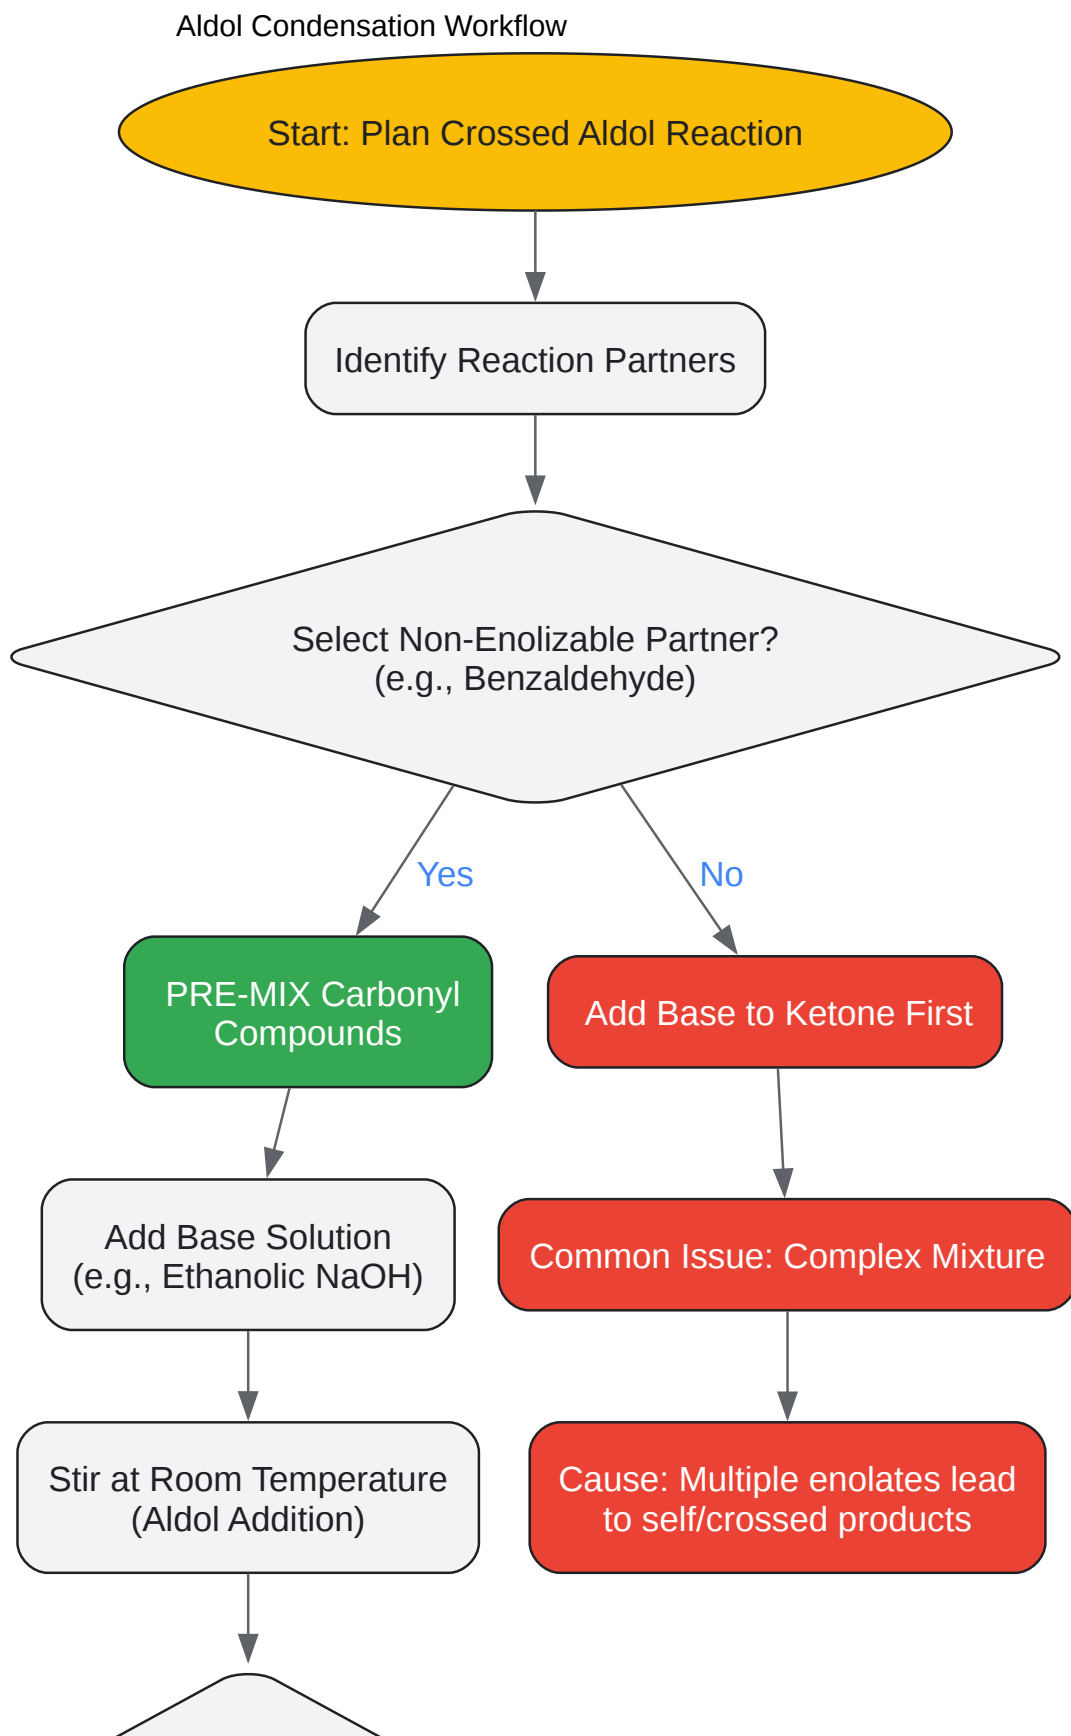 Aldol Condensation Workflow
Start: Plan Crossed Aldol Reaction
Identify Reaction Partners
Select Non-Enolizable Partner?
(e.g., Benzaldehyde)
Yes
No
PRE-MIX Carbonyl
Compounds
Add Base to Ketone First
Add Base Solution
(e.g., Ethanolic NaOH)
Common Issue: Complex Mixture
Stir at Room Temperature
(Aldol Addition)
Cause: Multiple enolates lead
to self/crossed products